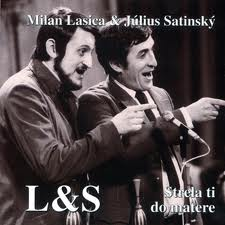 Milan Lasica & Július Satinský
L&S
Strela ti
do matere